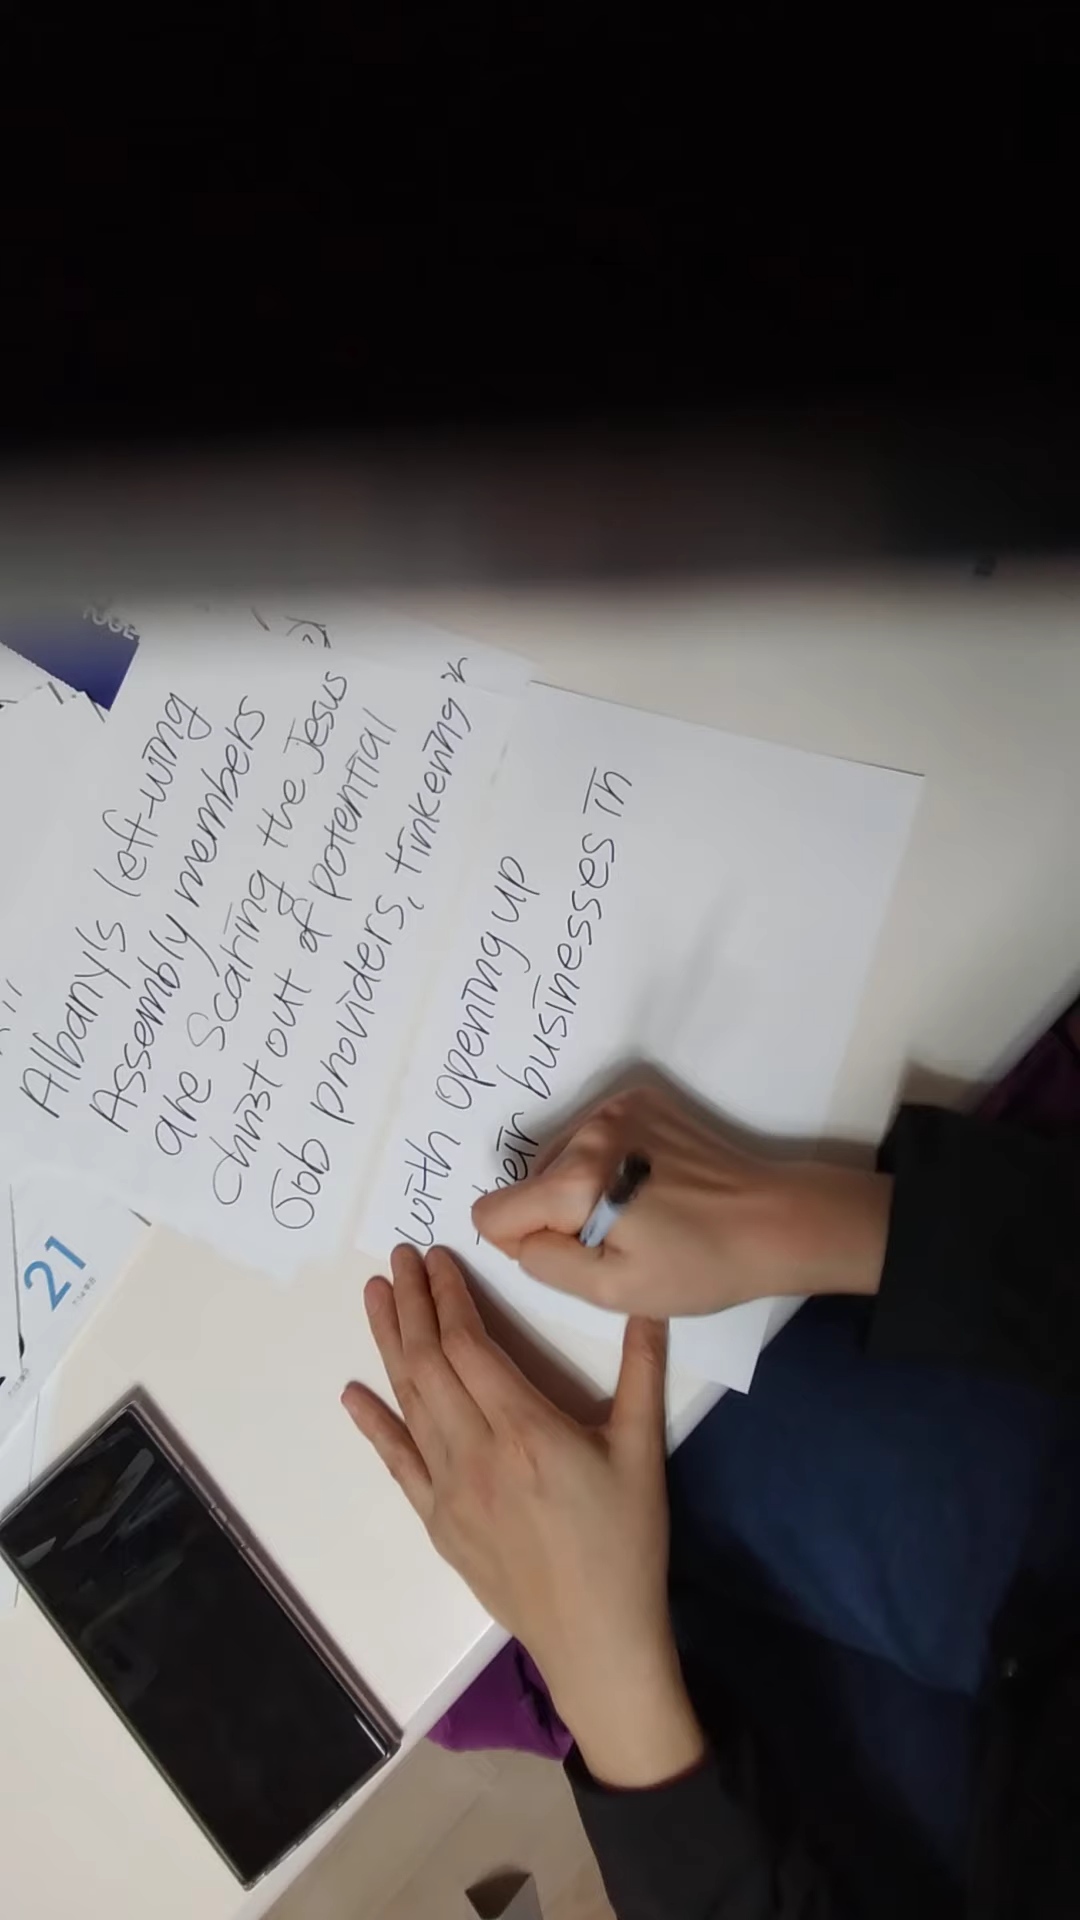 Albany's left-wing
Assembly members
are Scaring the Jesus
Christ out of potential
Job providers, tinkering
with opening up
their businesses in
21